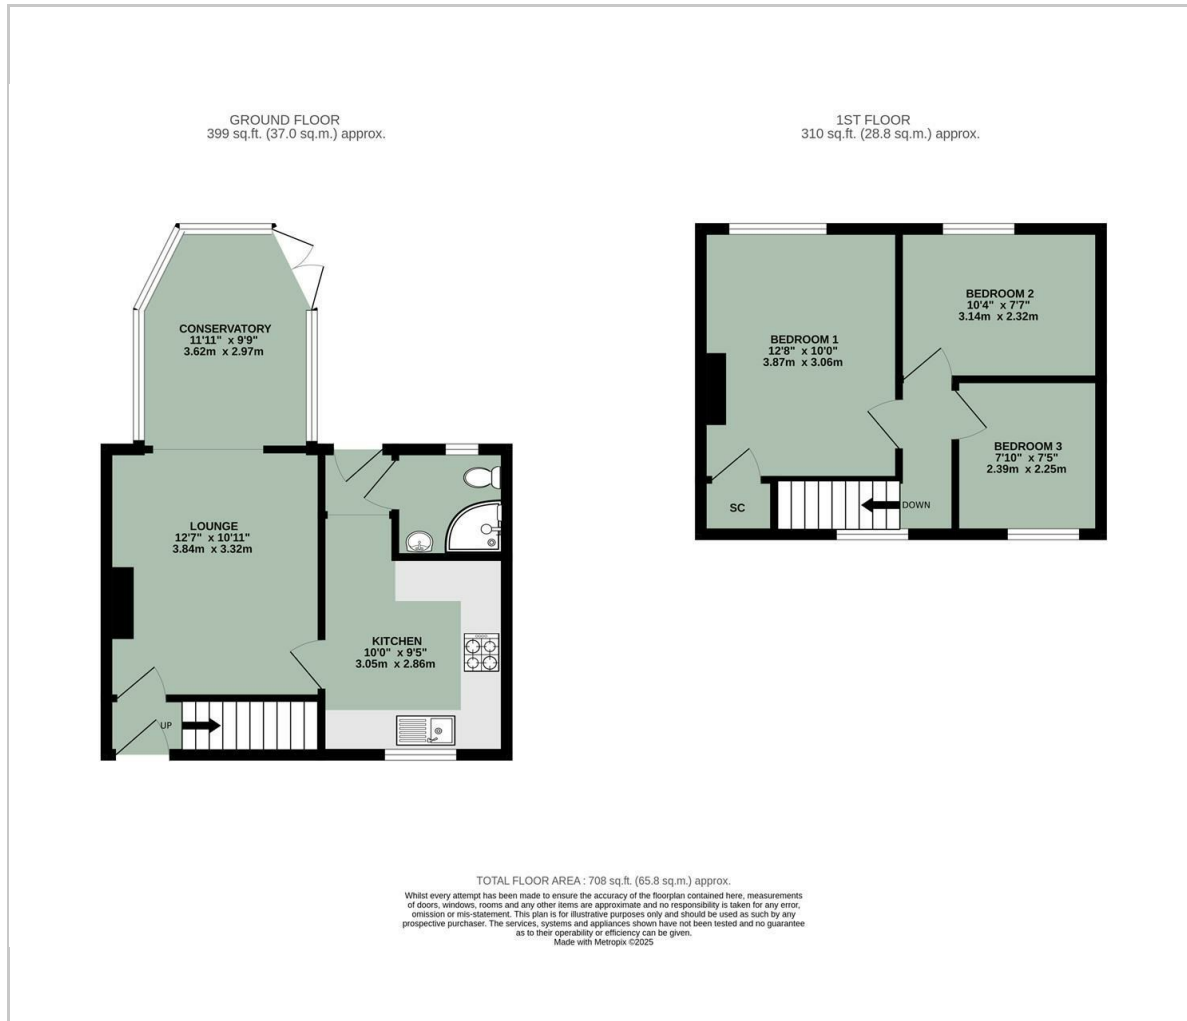 GROUND FLOOR
399 sq.ft. (37.0 sq.m.) approx.
1ST FLOOR
310 sq.ft. (28.8 sq.m.) approx.
CONSERVATORY
11'11" x 9'9"
3.62m x 2.97m
LOUNGE
12'7" x 10'11"
3.84m x 3.32m
KITCHEN
10'0" x 9'5"
3.05m x 2.86m
UP
BEDROOM 1
12'8" x 10'0"
3.87m x 3.06m
BEDROOM 2
10'4" x 7'7"
3.14m x 2.32m
BEDROOM 3
7'10" x 7'5"
2.39m x 2.25m
SC
DOWN
TOTAL FLOOR AREA : 708 sq.ft. (65.8 sq.m.) approx.
Whilst every attempt has been made to ensure the accuracy of the floorplan contained here, measurements
of doors, windows, rooms and any other items are approximate and no responsibility is taken for any error,
omission or mis-statement. This plan is for illustrative purposes only and should be used as such by any
prospective purchaser. The services, systems and appliances shown have not been tested and no guarantee
as to their operability or efficiency can be given.
Made with Metropix ©2025